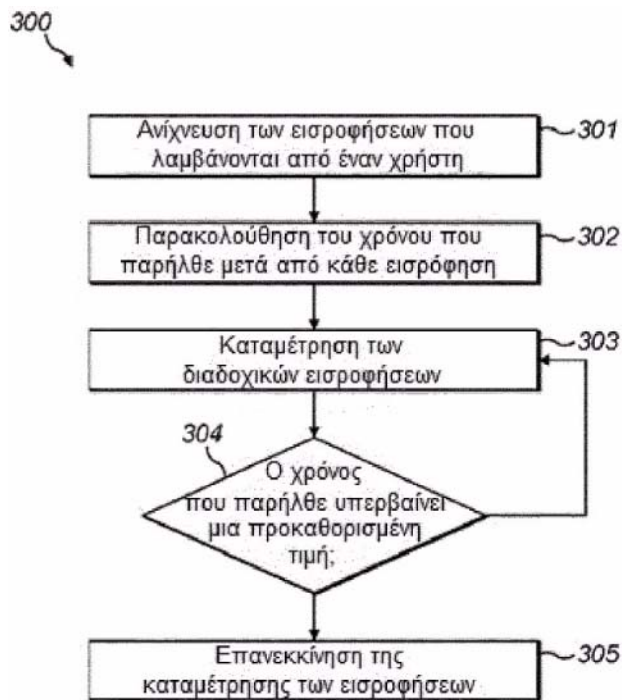 300
Ανίχνευση των εισροφήσεων που
λαμβάνονται από έναν χρήστη
301
Παρακολούθηση του χρόνου που
παρήλθε μετά από κάθε εισρόφηση
302
Καταμέτρηση των
διαδοχικών εισροφήσεων
303
304
Ο χρόνος
που παρήλθε υπερβαίνει
μια προκαθορισμένη
τιμή;
Επανεκκίνηση της
καταμέτρησης των εισροφήσεων
305